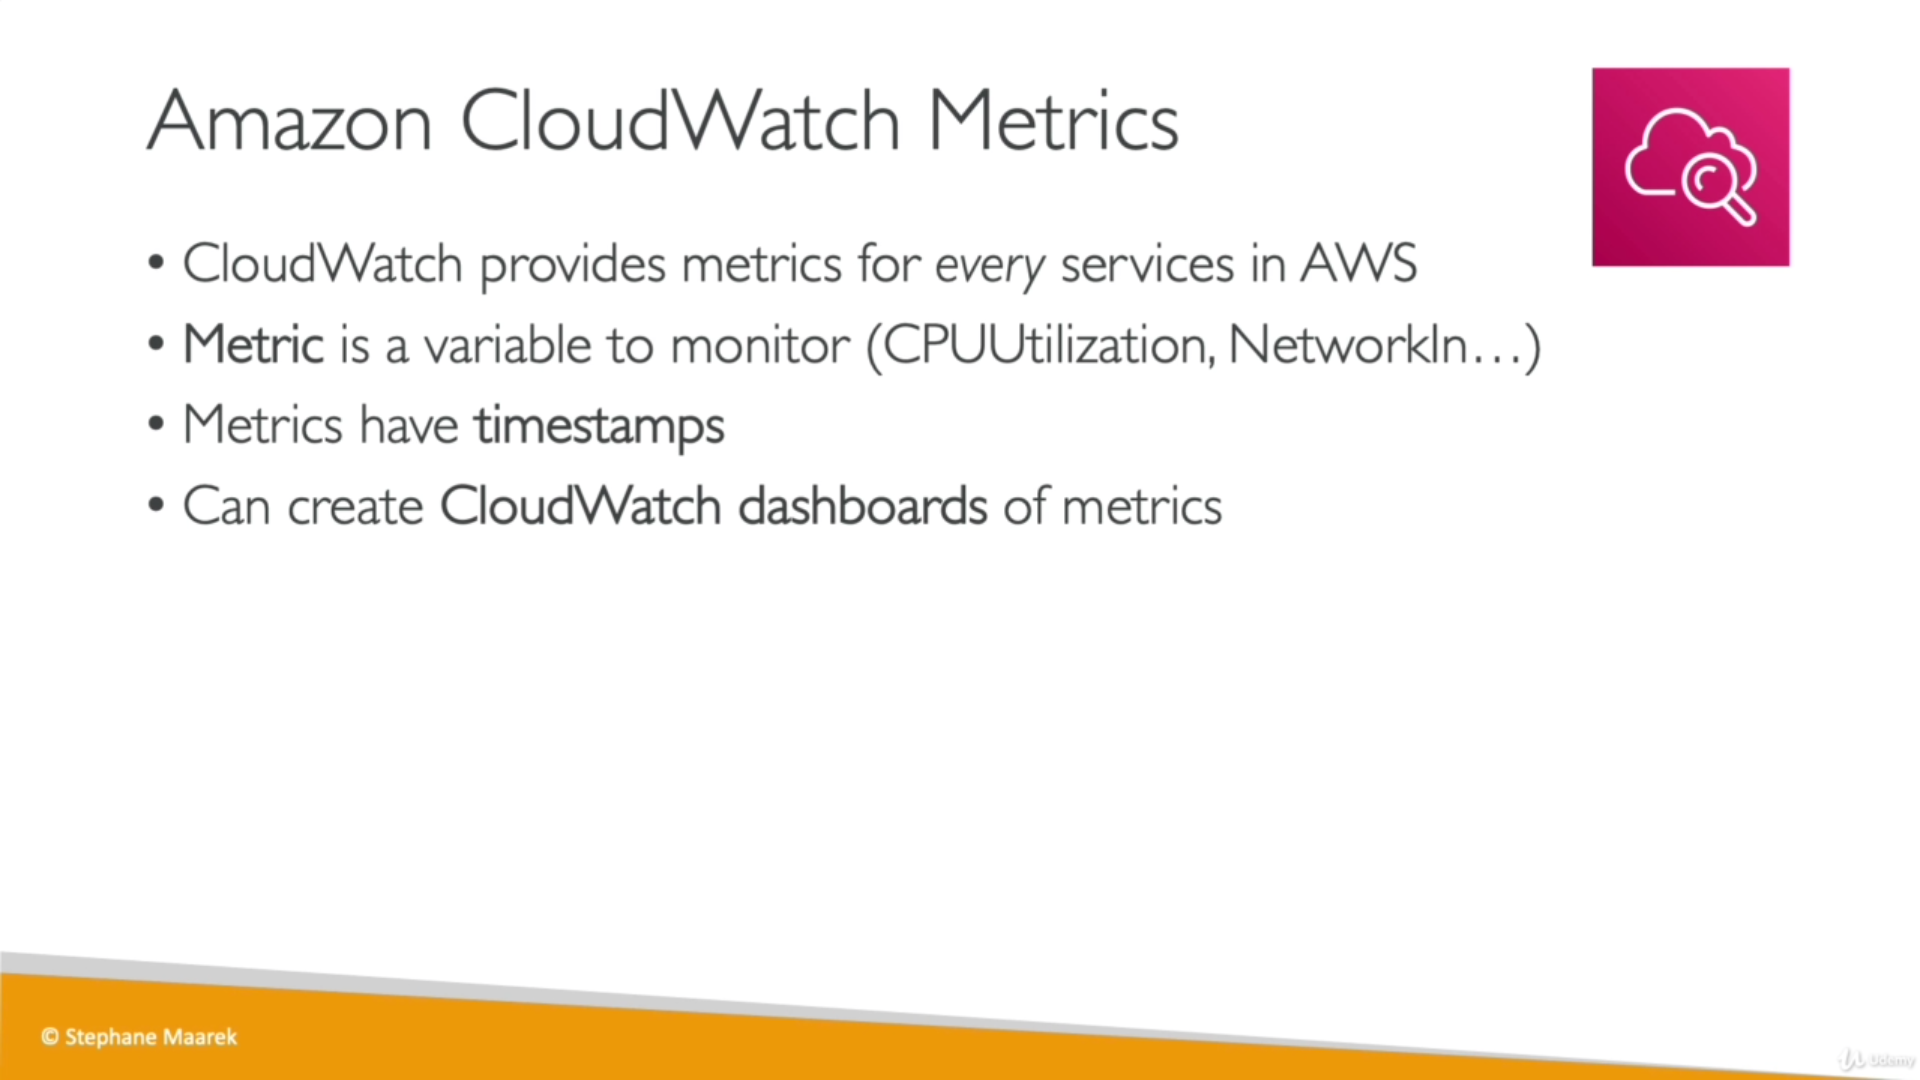 Amazon CloudWatch Metrics
• CloudWatch provides metrics for every services in AWS
• Metric is a variable to monitor (CPUUtilization, NetworkIn…)
• Metrics have timestamps
• Can create CloudWatch dashboards of metrics
© Stephane Maarek
Udemy